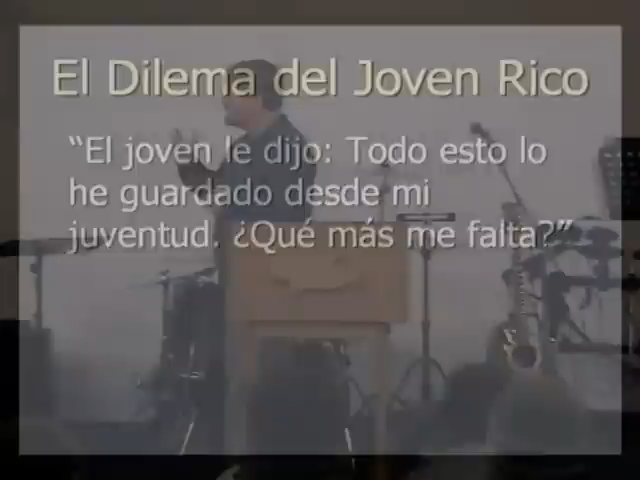 El Dilema del Joven Rico
“El joven le dijo: Todo esto lo
he guardado desde mi
juventud. ¿Qué más me falta?”